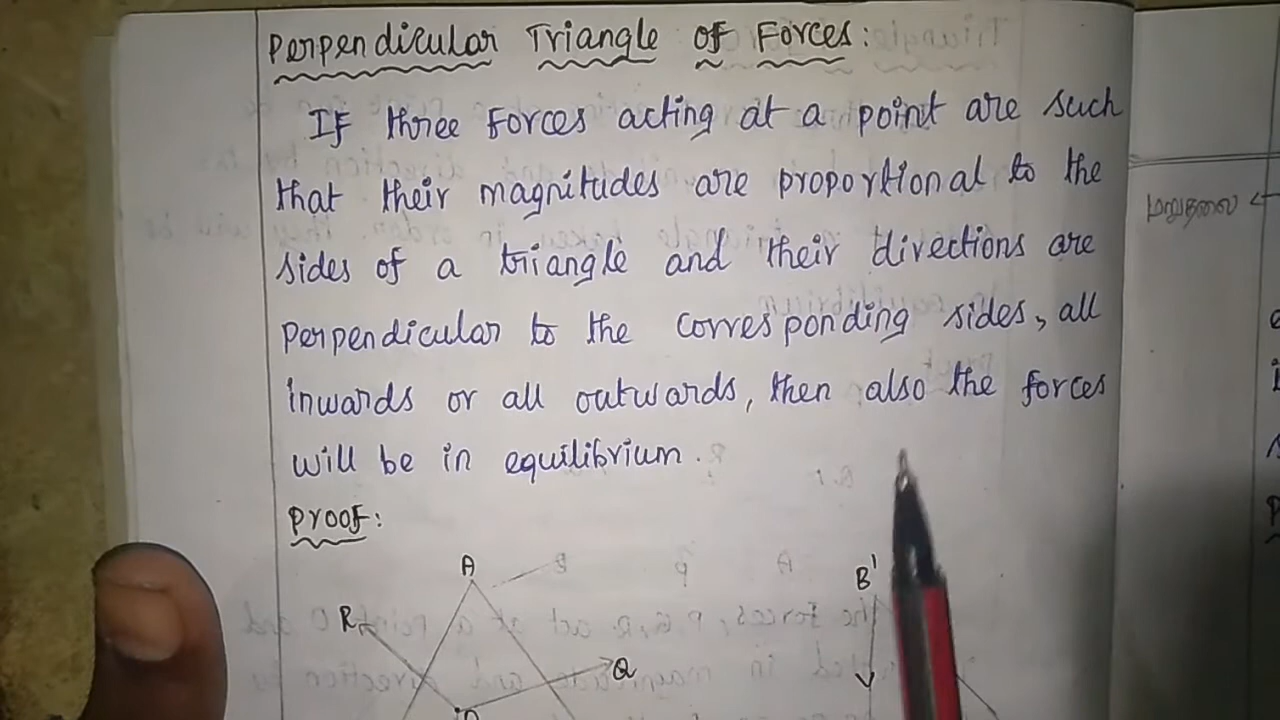 Perpendicular Triangle of Forces:
If three Forces acting at a point are such
that their magnitudes are proportional to the
sides of a triangle and their directions are
perpendicular to the corresponding sides, all
inwards or all outwards, then also the forces
will be in equilibrium.
Proof:
A
B'
R
Q
மறுதலை